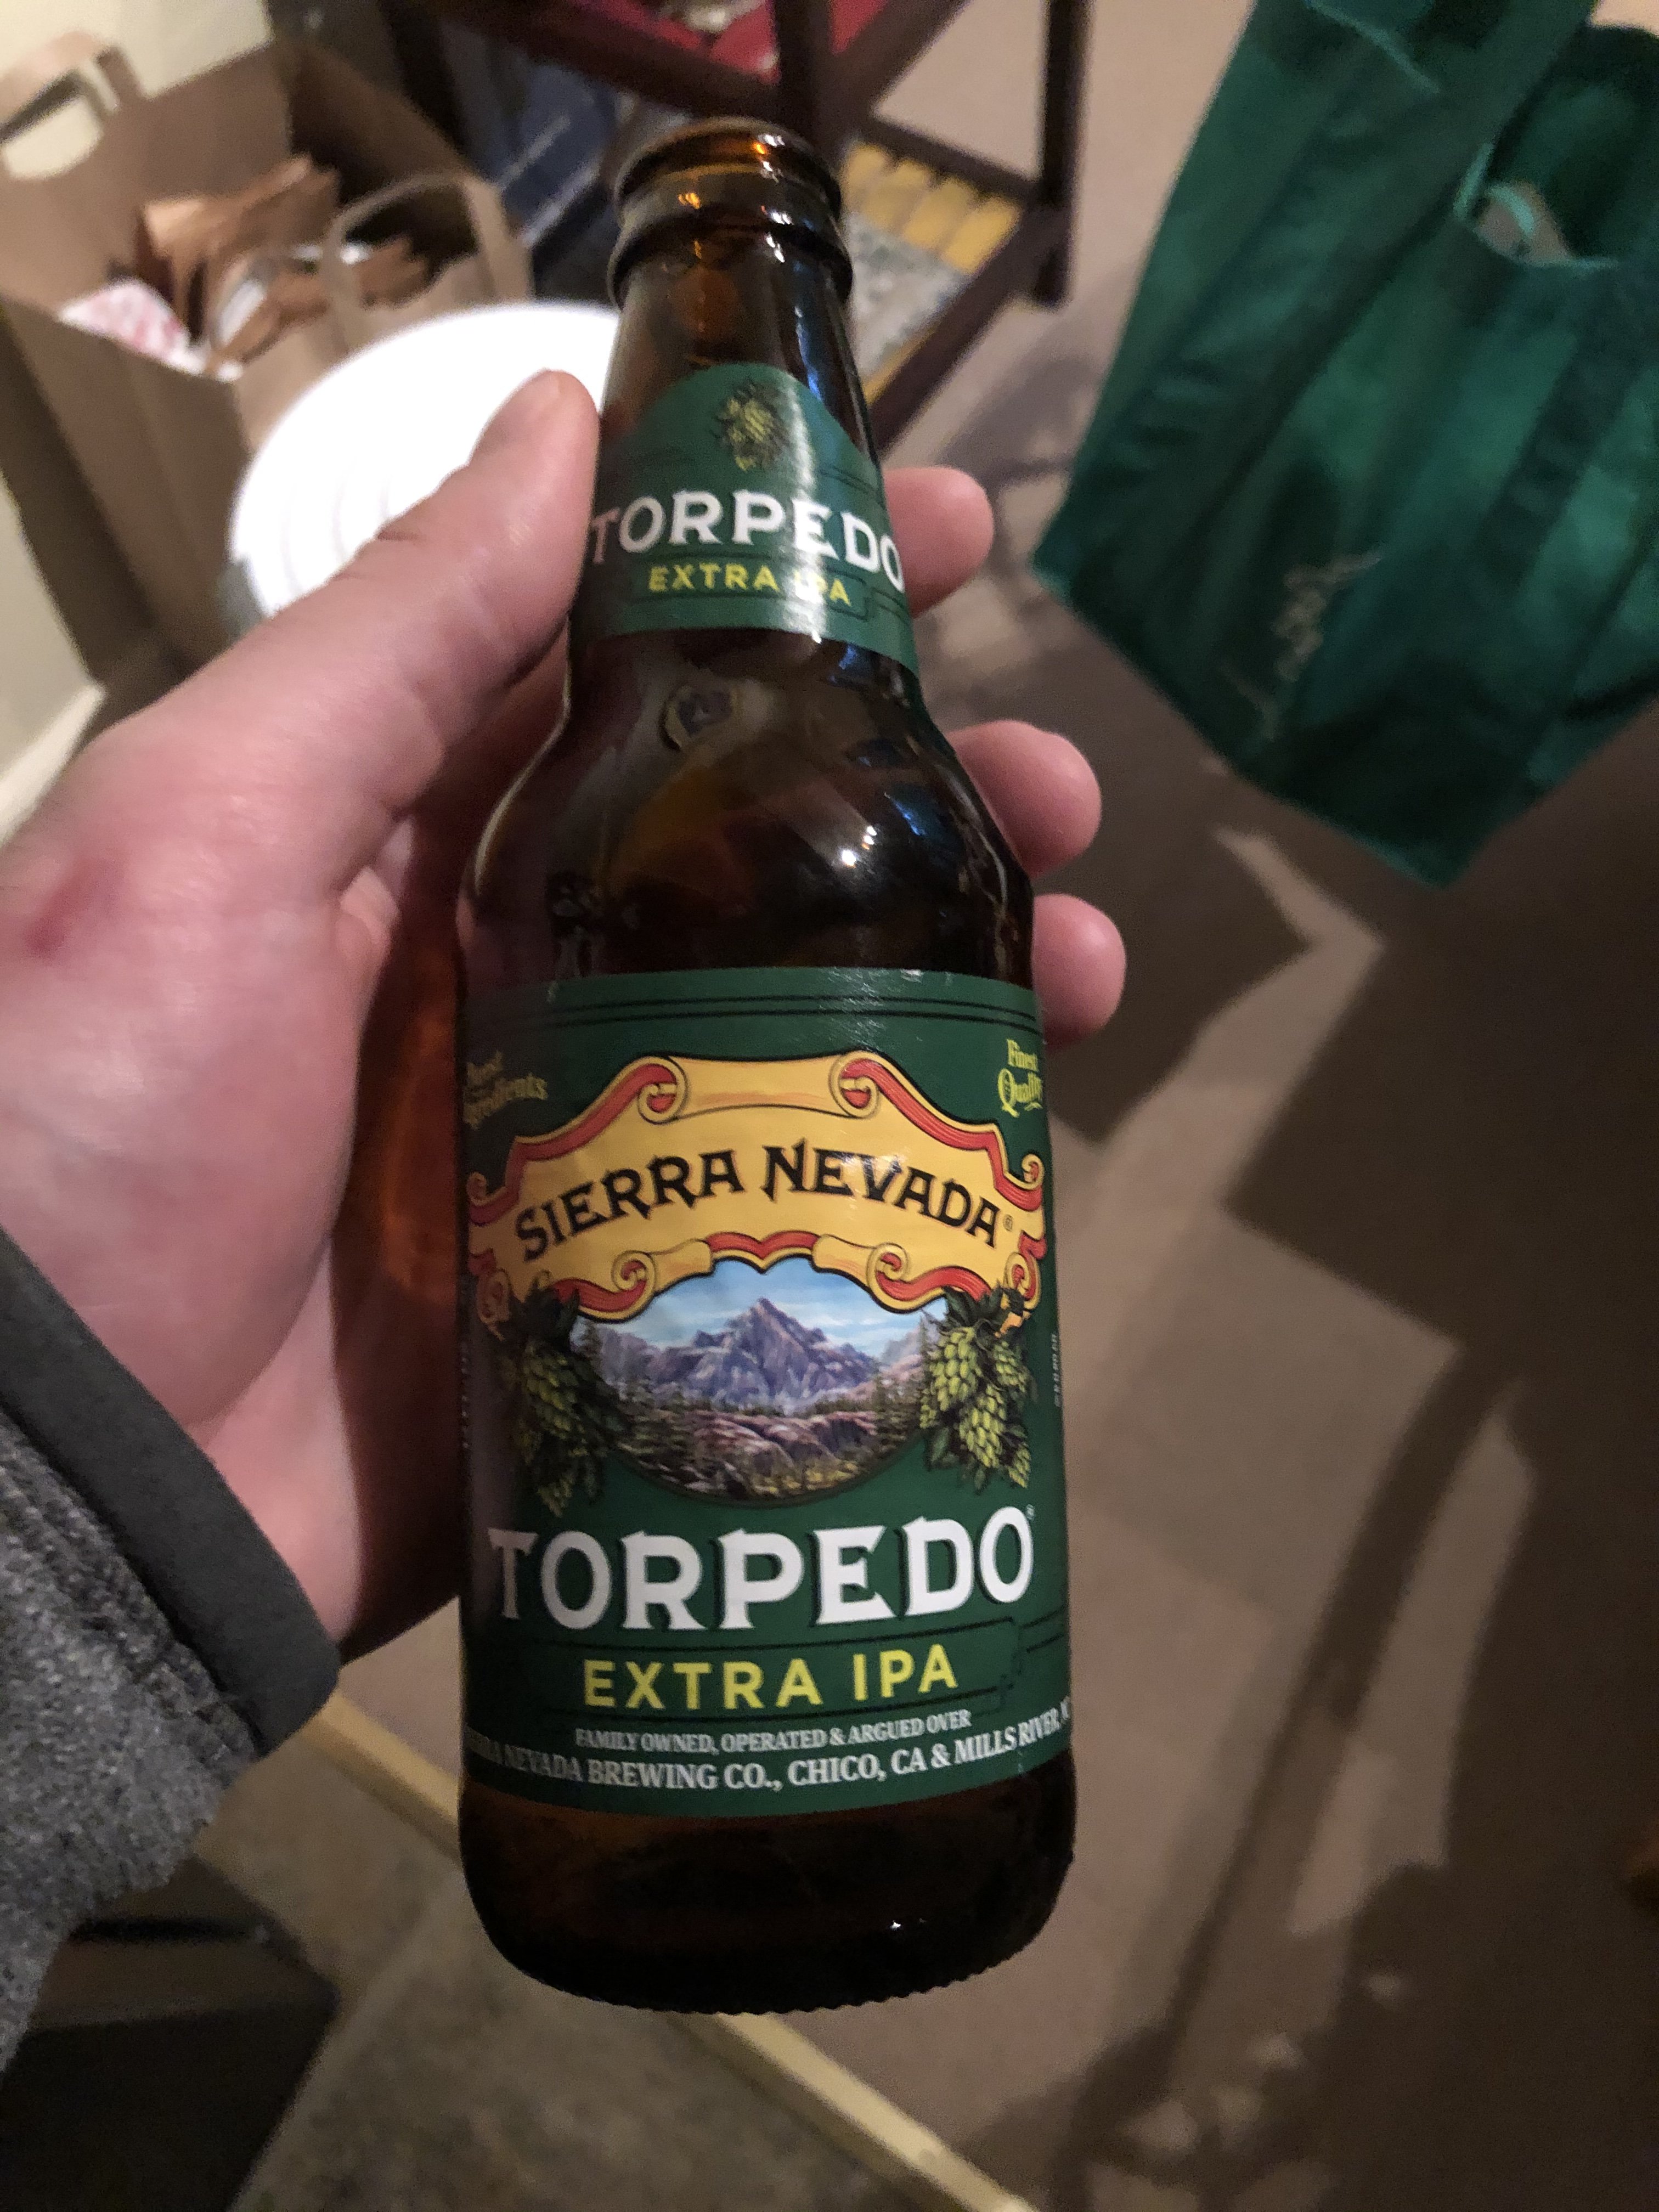 TORPEDO
EXTRA IPA
Finest
Quality
SIERRA NEVADA®
TORPEDO
EXTRA IPA
FAMILY OWNED, OPERATED & ARGUED OVER
NEVADA BREWING CO., CHICO, CA & MILLS RIVER,